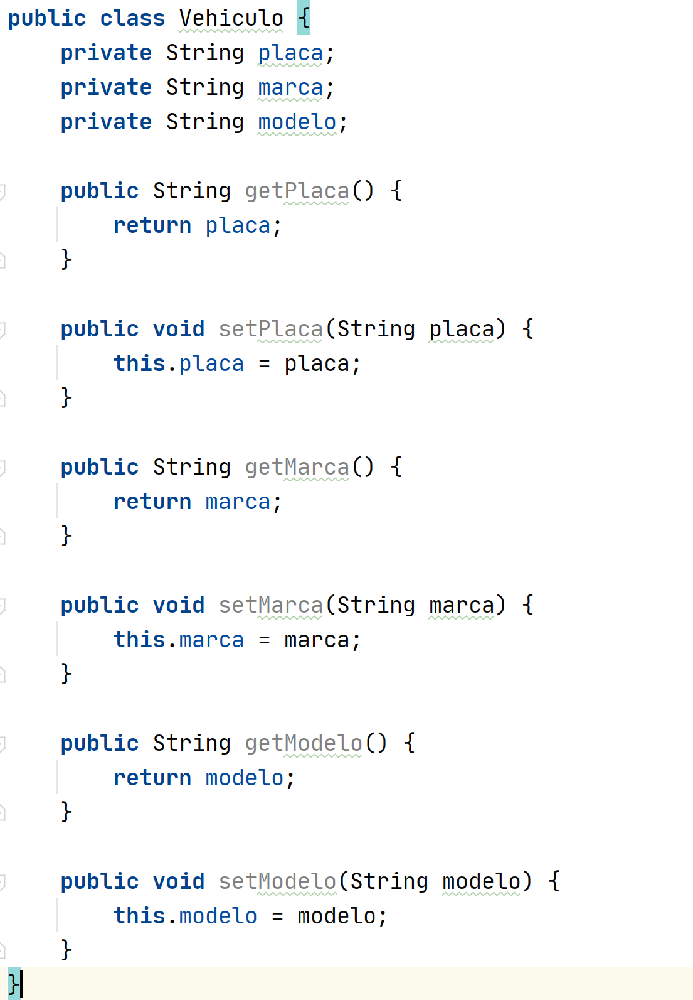 public class Vehiculo {
    private String placa;
    private String marca;
    private String modelo;

    public String getPlaca() {
        return placa;
    }

    public void setPlaca(String placa) {
        this.placa = placa;
    }

    public String getMarca() {
        return marca;
    }

    public void setMarca(String marca) {
        this.marca = marca;
    }

    public String getModelo() {
        return modelo;
    }

    public void setModelo(String modelo) {
        this.modelo = modelo;
    }
}